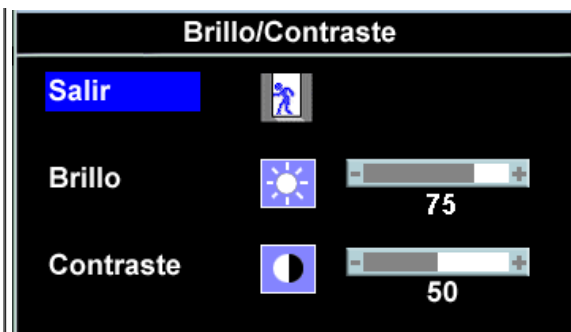 Brillo/Contraste
Salir
Brillo
- +
75
Contraste
- +
50